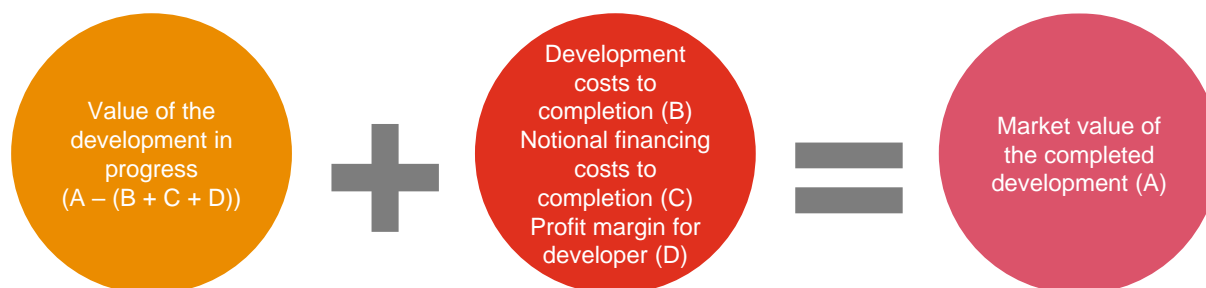 Value of the
development in
progress
(A – (B + C + D))
Development
costs to
completion (B)
Notional financing
costs to
completion (C)
Profit margin for
developer (D)
Market value of
the completed
development (A)